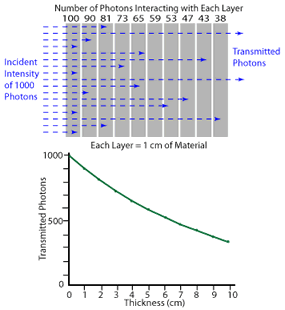 Number of Photons Interacting with Each Layer
100 90 81 73 65 59 53 47 43 38
Incident
Intensity
of 1000
Photons
Transmitted
Photons
Each Layer = 1 cm of Material
Transmitted Photons
1000
500
0
0 1 2 3 4 5 6 7 8 9 10
Thickness (cm)